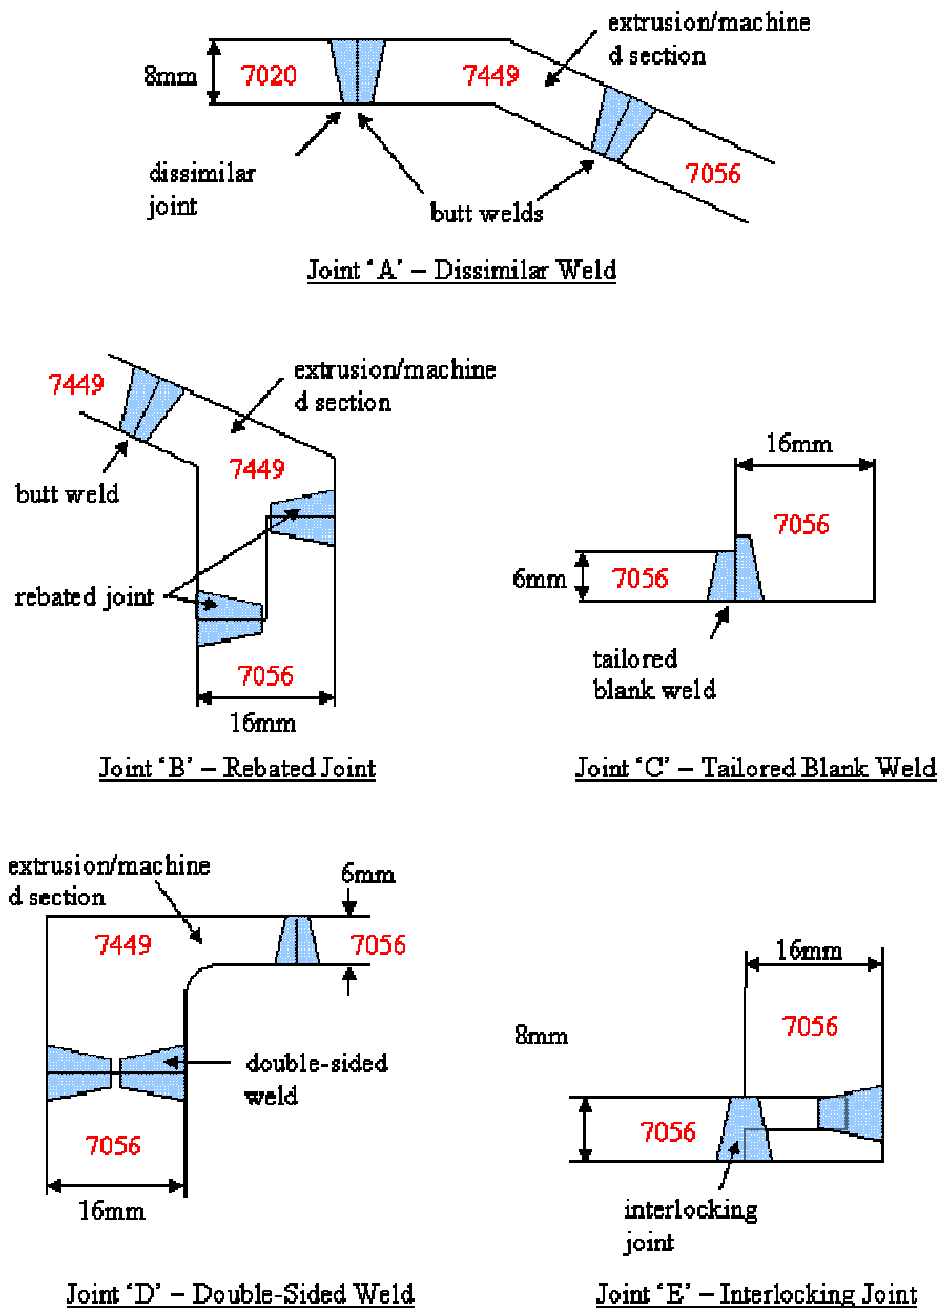 extrusion/machine
d section
8mm
7020
7449
dissimilar
joint
butt welds
7056
Joint ‘A’ – Dissimilar Weld
7449
extrusion/machine
d section
butt weld
7449
rebated joint
7056
16mm
Joint ‘B’ – Rebated Joint
16mm
7056
6mm
7056
tailored
blank weld
Joint ‘C’ – Tailored Blank Weld
extrusion/machine
d section
6mm
7449
7056
double-sided
weld
7056
16mm
Joint ‘D’ – Double-Sided Weld
16mm
7056
8mm
7056
interlocking
joint
Joint ‘E’ – Interlocking Joint